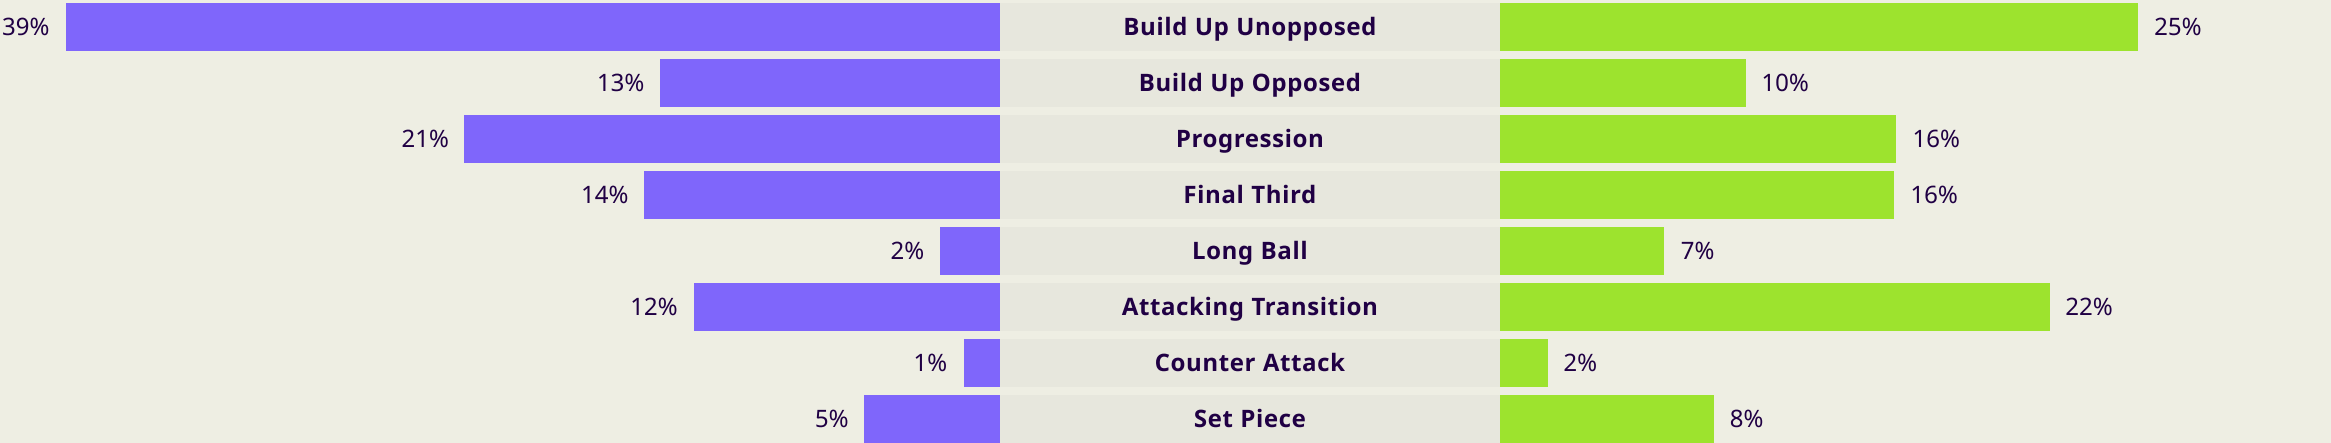 39% Build Up Unopposed 25%
13% Build Up Opposed 10%
21% Progression 16%
14% Final Third 16%
2% Long Ball 7%
12% Attacking Transition 22%
1% Counter Attack 2%
5% Set Piece 8%